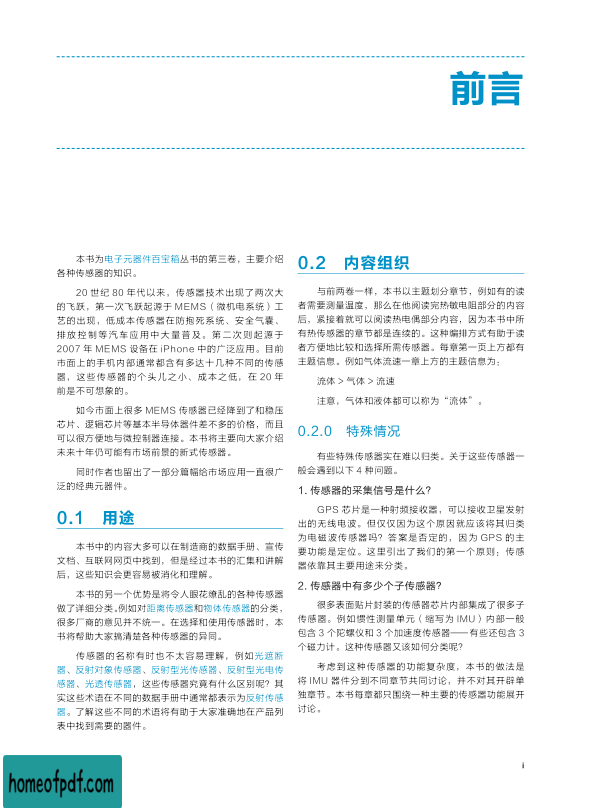 前言
本书为电子元器件百宝箱丛书的第三卷，主要介绍
各种传感器的知识。
20 世纪 80 年代以来，传感器技术出现了两次大
的飞跃，第一次飞跃起源于 MEMS（微机电系统）工
艺的出现，低成本传感器在防抱死系统、安全气囊、
排放控制等汽车应用中大量普及。第二次则起源于
2007 年 MEMS 设备在 iPhone 中的广泛应用。目前
市面上的手机内部通常都含有多达十几种不同的传感
器，这些传感器的个头儿之小、成本之低，在 20 年
前是不可想象的。
如今市面上很多 MEMS 传感器已经降到了和稳压
芯片、逻辑芯片等基本半导体器件差不多的价格，而且
可以很方便地与微控制器连接。本书将主要向大家介绍
未来十年仍可能有市场前景的新式传感器。
同时作者也留出了一部分篇幅给市场应用一直很广
泛的经典元器件。
0.1 用途
本书中的内容大多可以在制造商的数据手册、宣传
文档、互联网网页中找到，但是经过本书的汇集和讲解
后，这些知识会更容易被消化和理解。
本书的另一个优势是将令人眼花缭乱的各种传感器
做了详细分类。例如对距离传感器和物体传感器的分类，
很多厂商的意见并不统一。在选择和使用传感器时，本
书将帮助大家搞清楚各种传感器的异同。
传感器的名称有时也不太容易理解，例如光遮断
器、反射对象传感器、反射型光传感器、反射型光电传
感器、光透传感器，这些传感器究竟有什么区别呢？其
实这些术语在不同的数据手册中通常都表示为反射传感
器。了解这些不同的术语将有助于大家准确地在产品列
表中找到需要的器件。
0.2 内容组织
与前两卷一样，本书以主题划分章节，例如有的读
者需要测量温度，那么在他阅读完热敏电阻部分的内容
后，紧接着就可以阅读热电偶部分内容，因为本书中所
有热传感器的章节都是连续的。这种编排方式有助于读
者方便地比较和选择所需传感器。每章第一页上方都有
主题信息。例如气体流速一章上方的主题信息为：
流体 > 气体 > 流速
注意，气体和液体都可以称为“流体”。
0.2.0 特殊情况
有些特殊传感器实在难以归类。关于这些传感器一
般会遇到以下 4 种问题。
1. 传感器的采集信号是什么？
GPS 芯片是一种射频接收器，可以接收卫星发射
出的无线电波。但仅仅因为这个原因就应该将其归类
为电磁波传感器吗？答案是否定的，因为 GPS 的主
要功能是定位。这里引出了我们的第一个原则：传感
器依靠其主要用途来分类。
2. 传感器中有多少个子传感器？
很多表面贴片封装的传感器芯片内部集成了很多子
传感器。例如惯性测量单元（缩写为 IMU）内部一般
包含 3 个陀螺仪和 3 个加速度传感器——有些还包含 3
个磁力计。这种传感器又该如何分类呢？
考虑到这种传感器的功能复杂度，本书的做法是
将 IMU 器件分到不同章节共同讨论，并不对其开辟单
独章节。本书每章都只围绕一种主要的传感器功能展开
讨论。
i
homeofpdf.com